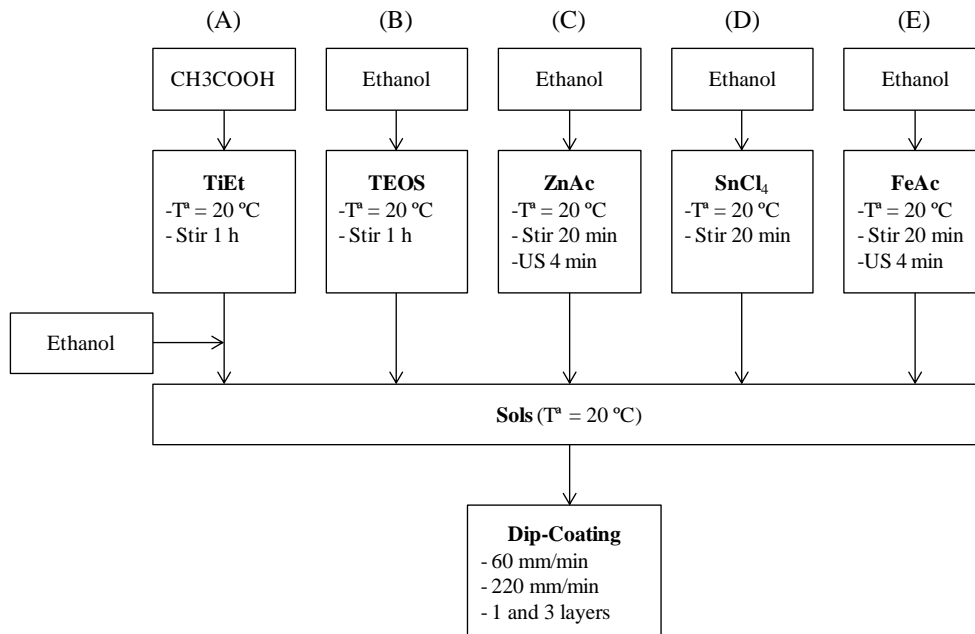 (A)
(B)
(C)
(D)
(E)
CH3COOH
Ethanol
Ethanol
Ethanol
Ethanol
TiEt
-Tª = 20 ºC
- Stir 1 h
TEOS
-Tª = 20 ºC
- Stir 1 h
ZnAc
-Tª = 20 ºC
- Stir 20 min
-US 4 min
SnCl₄
-Tª = 20 ºC
- Stir 20 min
FeAc
-Tª = 20 ºC
- Stir 20 min
-US 4 min
Ethanol
Sols (Tª = 20 ºC)
Dip-Coating
- 60 mm/min
- 220 mm/min
- 1 and 3 layers